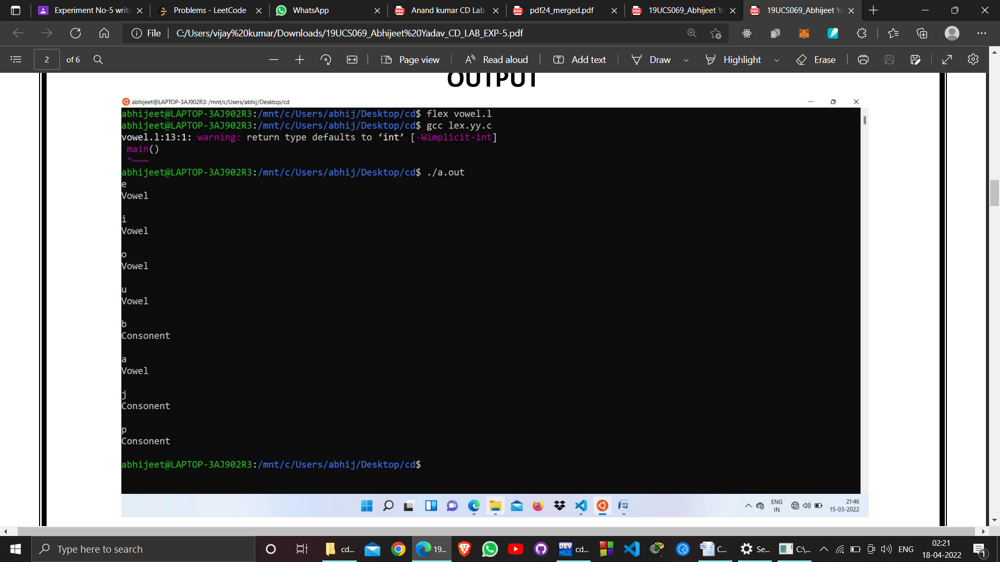 Experiment No-5 writi
Problems - LeetCode
WhatsApp
Anand kumar CD Lab
pdf24_merged.pdf
19UCS069_Abhijeet Ya
19UCS069_Abhijeet Ya
File
C:/Users/vijay%20kumar/Downloads/19UCS069_Abhijeet%20Yadav_CD_LAB_EXP-5.pdf
2 of 6
Page view
Read aloud
Add text
Draw
Highlight
Erase
OUTPUT
abhijeet@LAPTOP-3AJ902R3: /mnt/c/Users/abhij/Desktop/cd
abhijeet@LAPTOP-3AJ902R3:/mnt/c/Users/abhij/Desktop/cd$ flex vowel.l
abhijeet@LAPTOP-3AJ902R3:/mnt/c/Users/abhij/Desktop/cd$ gcc lex.yy.c
vowel.l:13:1: warning: return type defaults to ‘int’ [-Wimplicit-int]
main()
^~~~
abhijeet@LAPTOP-3AJ902R3:/mnt/c/Users/abhij/Desktop/cd$ ./a.out
e
Vowel
i
Vowel
o
Vowel
u
Vowel
b
Consonent
a
Vowel
j
Consonent
p
Consonent
abhijeet@LAPTOP-3AJ902R3:/mnt/c/Users/abhij/Desktop/cd$
ENG
IN
21:46
15-03-2022
Type here to search
cd...
19...
DEV
cd...
C...
Se...
C:\...
ENG
02:21
18-04-2022
1